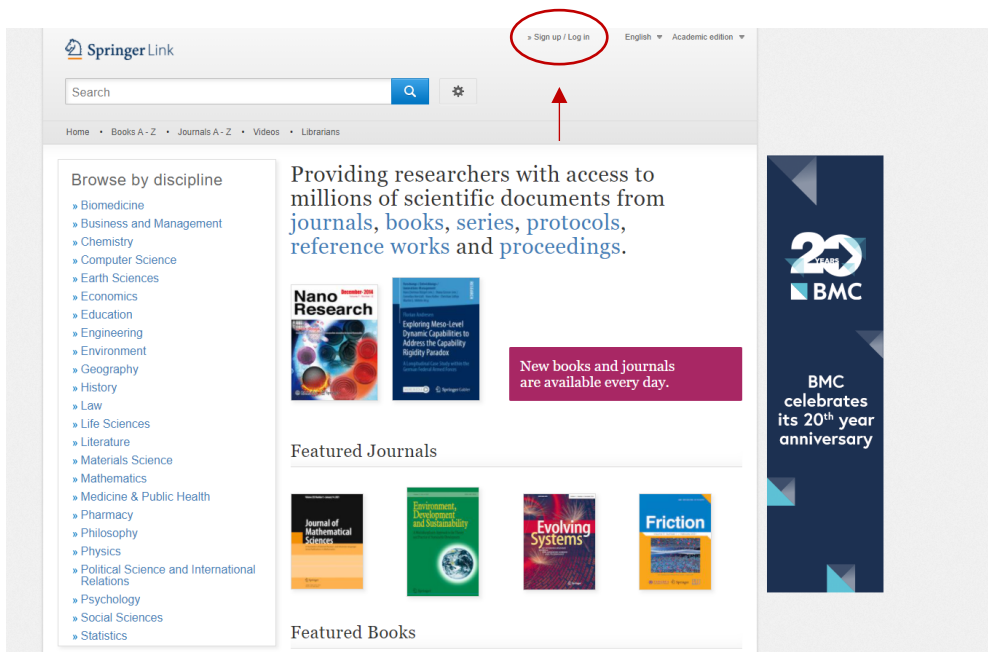 Springer Link
» Sign up / Log in English Academic edition
Search
Home • Books A - Z • Journals A - Z • Videos • Librarians
Browse by discipline
» Biomedicine
» Business and Management
» Chemistry
» Computer Science
» Earth Sciences
» Economics
» Education
» Engineering
» Environment
» Geography
» History
» Law
» Life Sciences
» Literature
» Materials Science
» Mathematics
» Medicine & Public Health
» Pharmacy
» Philosophy
» Physics
» Political Science and International
Relations
» Psychology
» Social Sciences
» Statistics
Providing researchers with access to
millions of scientific documents from
journals, books, series, protocols,
reference works and proceedings.
Nano
Research
December·2014
Exploring Meso-Level
Dynamic Capabilities to
Address the Capability
Rigidity Paradox
New books and journals
are available every day.
Featured Journals
Journal of
Mathematical
Sciences
Environment,
Development
and Sustainability
Evolving
Systems
Friction
Featured Books
20
YEARS
BMC
BMC
celebrates
its 20th year
anniversary